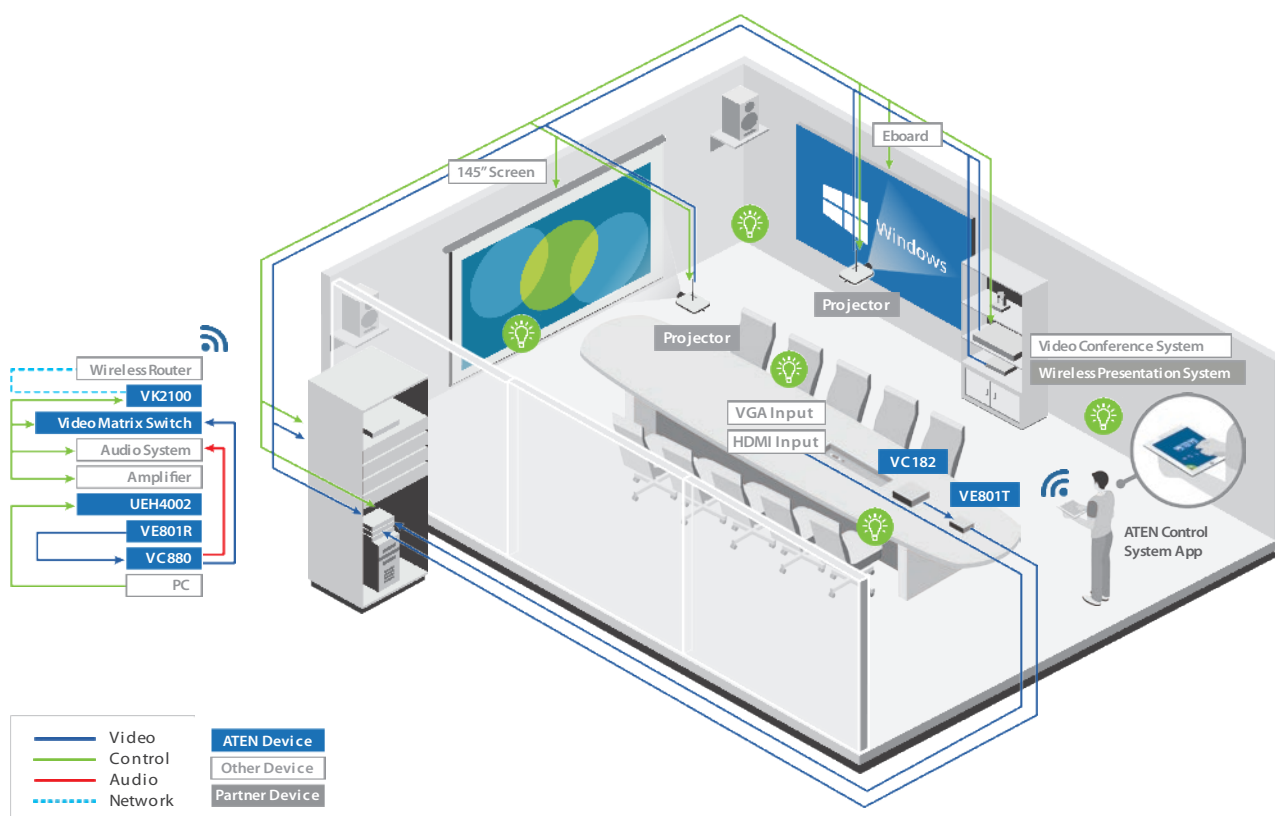 145” Screen
Eboard
Windows
Projector
Projector
Video Conference System
Wireless Presentation System
VGA Input
HDMI Input
VC182
VE801T
ATEN Control
System App
Wireless Router
VK2100
Video Matrix Switch
Audio System
Amplifier
UEH4002
VE801R
VC880
PC
Video
Control
Audio
Network
ATEN Device
Other Device
Partner Device